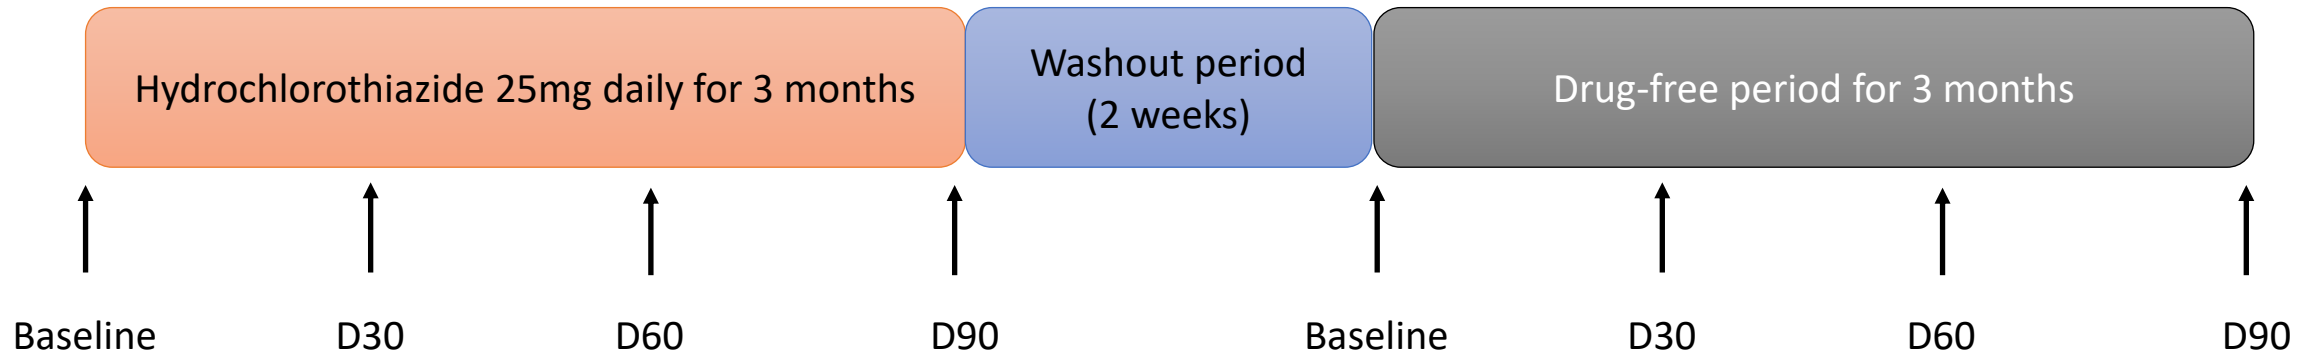 Hydrochlorothiazide 25mg daily for 3 months
Washout period
(2 weeks)
Drug-free period for 3 months
Baseline
D30
D60
D90
Baseline
D30
D60
D90